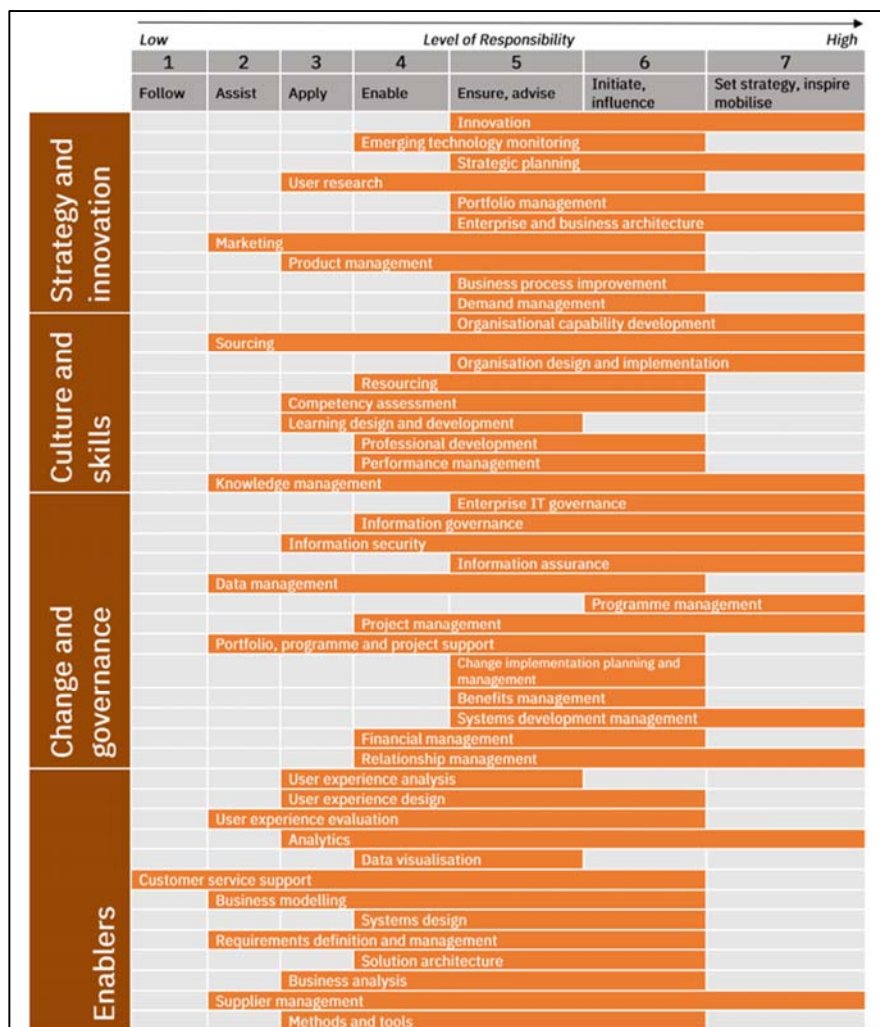 Low Level of Responsibility High
1 2 3 4 5 6 7
Follow Assist Apply Enable Ensure, advise Initiate, influence Set strategy, inspire mobilise
Strategy and innovation
Innovation
Emerging technology monitoring
Strategic planning
User research
Portfolio management
Enterprise and business architecture
Marketing
Product management
Business process improvement
Demand management
Culture and skills
Organisational capability development
Sourcing
Organisation design and implementation
Resourcing
Competency assessment
Learning design and development
Professional development
Performance management
Knowledge management
Change and governance
Enterprise IT governance
Information governance
Information security
Information assurance
Data management
Programme management
Project management
Portfolio, programme and project support
Change implementation planning and
management
Benefits management
Systems development management
Financial management
Relationship management
Enablers
User experience analysis
User experience design
User experience evaluation
Analytics
Data visualisation
Customer service support
Business modelling
Systems design
Requirements definition and management
Solution architecture
Business analysis
Supplier management
Methods and tools